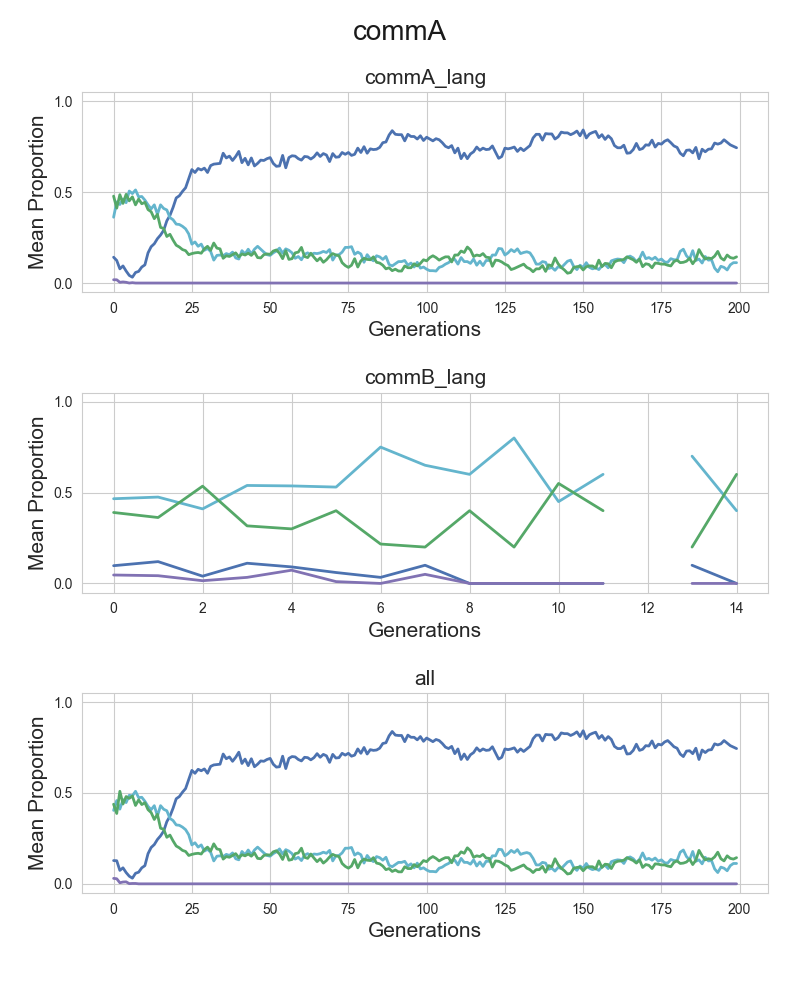 commA
commA_lang
Mean Proportion
1.0
0.5
0.0
0 25 50 75 100 125 150 175 200
Generations
commB_lang
Mean Proportion
1.0
0.5
0.0
0 2 4 6 8 10 12 14
Generations
all
Mean Proportion
1.0
0.5
0.0
0 25 50 75 100 125 150 175 200
Generations